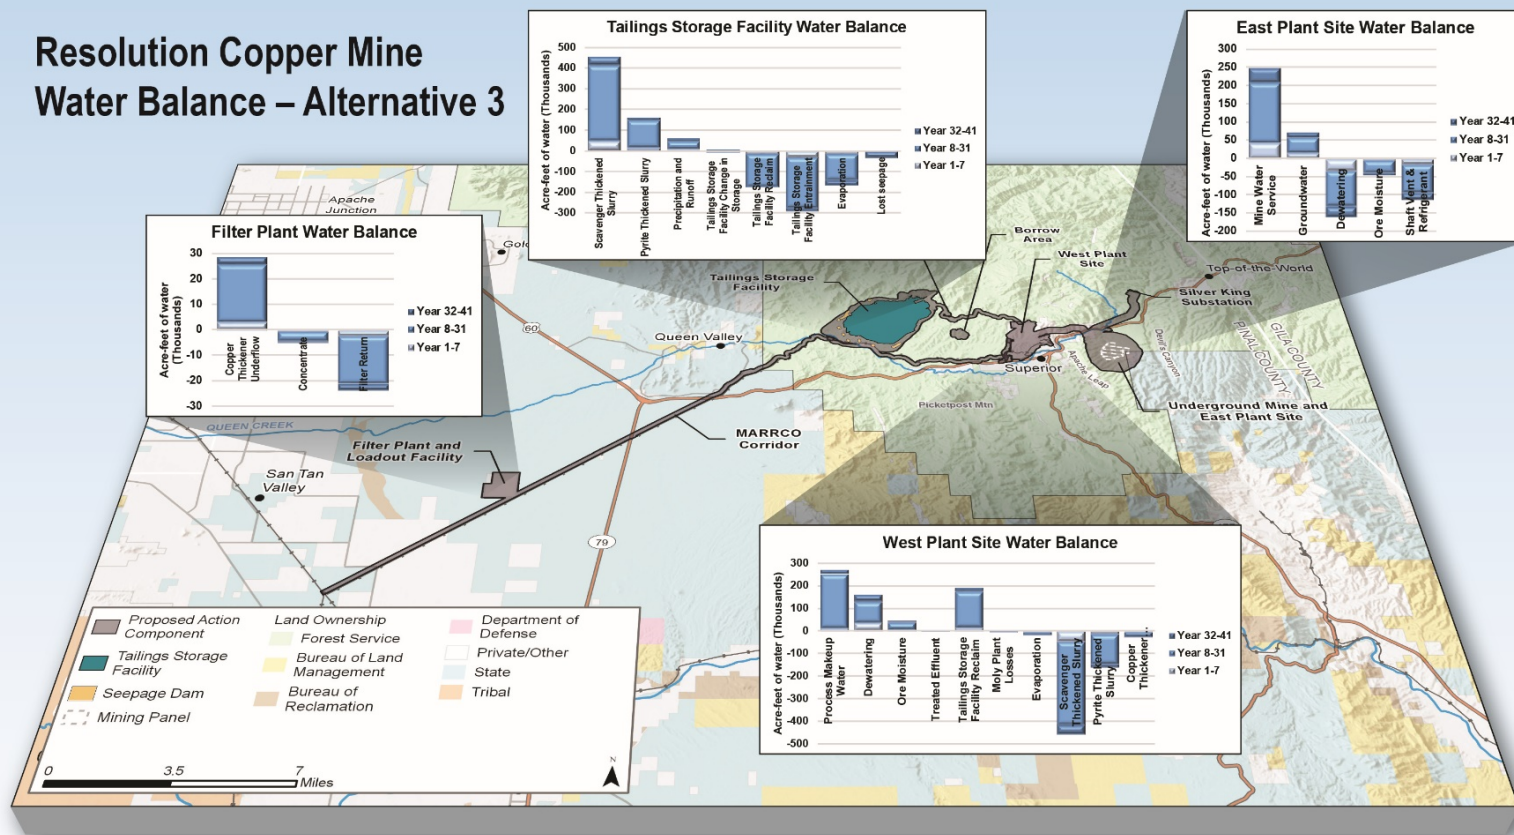 Resolution Copper Mine
Water Balance – Alternative 3
Tailings Storage Facility Water Balance
Acre-feet of water (Thousands)
500
400
300
200
100
0
-100
-200
-300
Scavenger Thickened
Slurry
Pyrite Thickened Slurry
Precipitation and
Runoff
Tailings Storage
Facility Change in
Storage
Tailings Storage
Facility Reclaim
Tailings Storage
Facility Entrainment
Evaporation
Lost seepage
Year 32-41
Year 8-31
Year 1-7
East Plant Site Water Balance
Acre-feet of water (Thousands)
300
250
200
150
100
50
0
-50
-100
-150
-200
Mine Water
Service
Groundwater
Dewatering
Ore Moisture
Shaft Vent &
Refrigerant
Year 32-41
Year 8-31
Year 1-7
Filter Plant Water Balance
Acre-feet of water
(Thousands)
30
20
10
0
-10
-20
-30
Copper
Thickener
Underflow
Concentrate
Filter Return
Year 32-41
Year 8-31
Year 1-7
Apache
Junction
60
Queen Valley
Tailings Storage
Facility
Borrow
Area
West Plant
Site
Top-of-the-World
Silver King
Substation
Devil's Canyon
PINAL COUNTY
GILA COUNTY
Superior
Apache Leap
Picketpost Mtn
Underground Mine and
East Plant Site
MARRCO
Corridor
QUEEN CREEK
Filter Plant and
Loadout Facility
San Tan
Valley
79
West Plant Site Water Balance
Acre-feet of water (Thousands)
300
200
100
0
-100
-200
-300
-400
-500
Process Makeup
Water
Dewatering
Ore Moisture
Treated Effluent
Tailings Storage
Facility Reclaim
Moly Plant
Losses
Evaporation
Scavenger
Thickened Slurry
Pyrite Thickened
Slurry
Copper
Thickener ...
Year 32-41
Year 8-31
Year 1-7
Proposed Action
Component
Tailings Storage
Facility
Seepage Dam
Mining Panel
Land Ownership
Forest Service
Bureau of Land
Management
Bureau of
Reclamation
Department of
Defense
Private/Other
State
Tribal
0 3.5 7
Miles
N